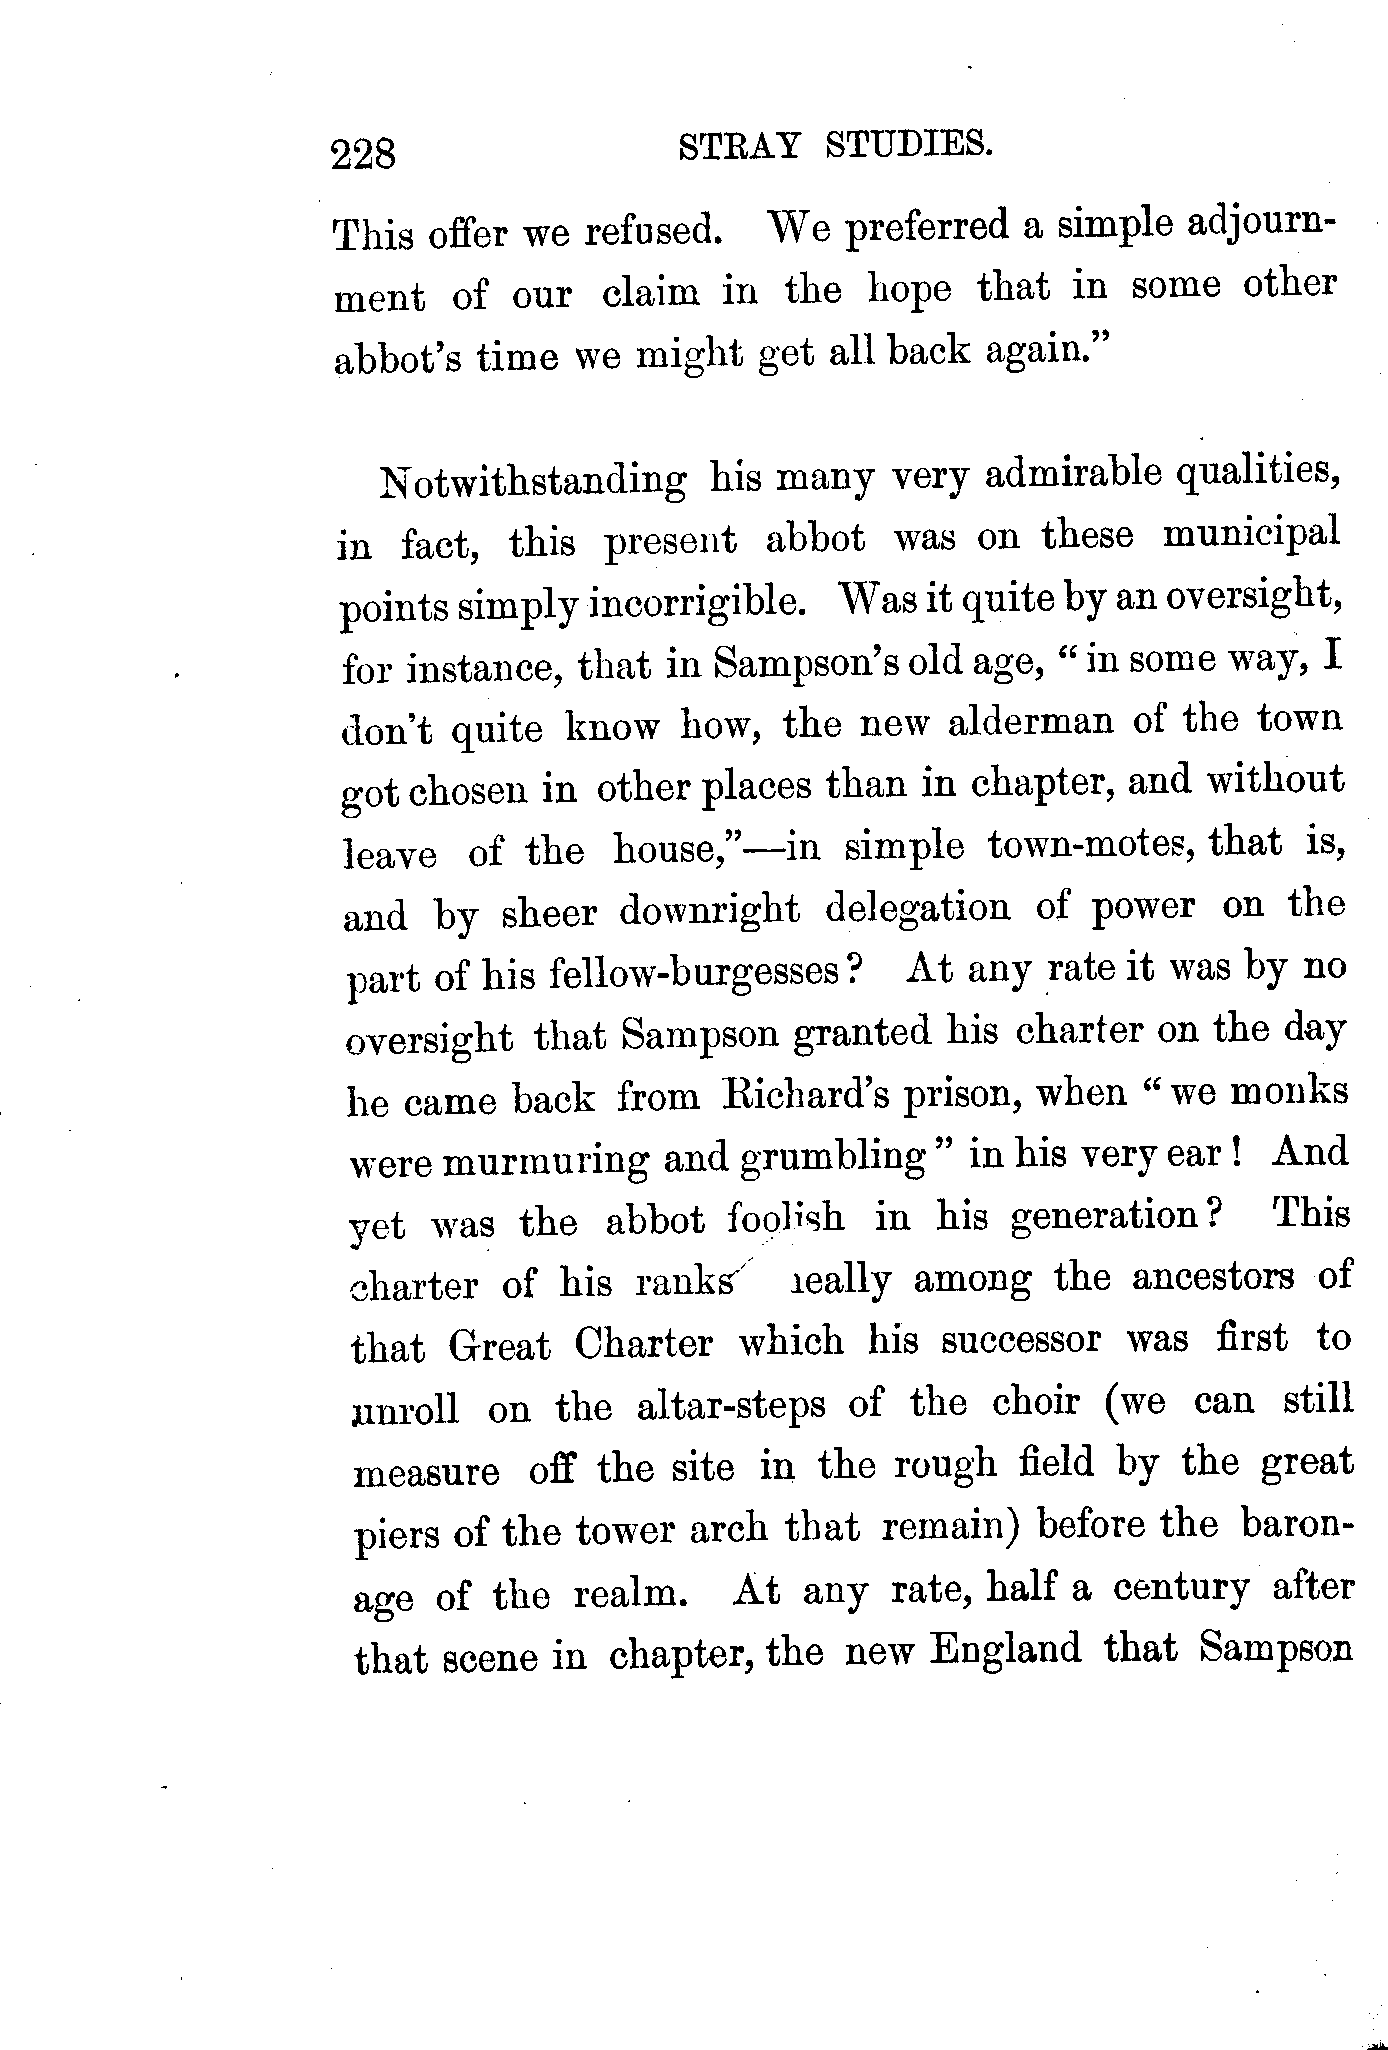 228 STRAY STUDIES.
This offer we refused. We preferred a simple adjourn-
ment of our claim in the hope that in some other
abbot's time we might get all back again.”
Notwithstanding his many very admirable qualities,
in fact, this present abbot was on these municipal
points simply incorrigible. Was it quite by an oversight,
for instance, that in Sampson's old age, “in some way, I
don't quite know how, the new alderman of the town
got chosen in other places than in chapter, and without
leave of the house,”—in simple town-motes, that is,
and by sheer downright delegation of power on the
part of his fellow-burgesses? At any rate it was by no
oversight that Sampson granted his charter on the day
he came back from Richard's prison, when “we monks
were murmuring and grumbling” in his very ear! And
yet was the abbot foolish in his generation? This
charter of his ranks really among the ancestors of
that Great Charter which his successor was first to
unroll on the altar-steps of the choir (we can still
measure off the site in the rough field by the great
piers of the tower arch that remain) before the baron-
age of the realm. At any rate, half a century after
that scene in chapter, the new England that Sampson